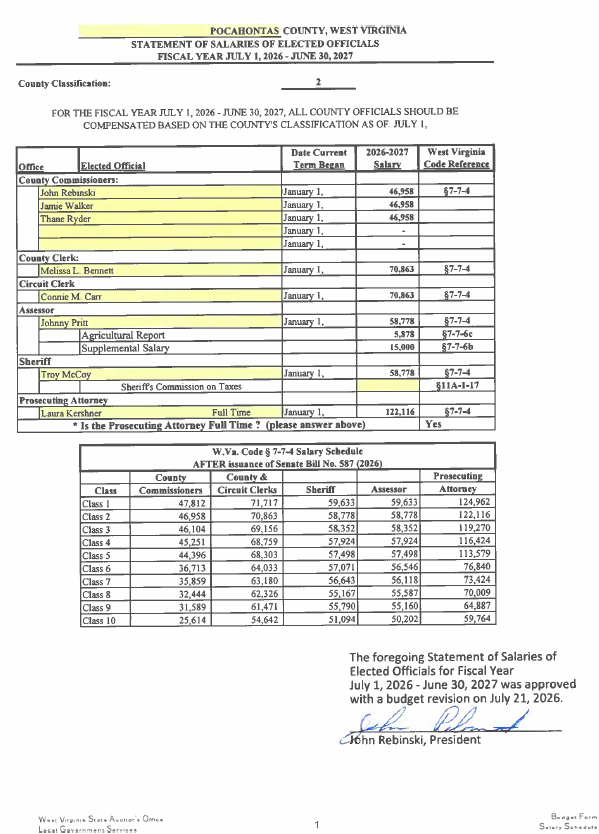 POCAHONTAS COUNTY, WEST VIRGINIA
STATEMENT OF SALARIES OF ELECTED OFFICIALS
FISCAL YEAR JULY 1, 2026 - JUNE 30, 2027
County Classification: 2
FOR THE FISCAL YEAR JULY 1, 2026 - JUNE 30, 2027, ALL COUNTY OFFICIALS SHOULD BE
COMPENSATED BASED ON THE COUNTY'S CLASSIFICATION AS OF JULY 1,
Date Current 2026-2027 West Virginia
Office Elected Official Term Began Salary Code Reference
County Commissioners:
John Rebinski January 1, 46,958 §7-7-4
Jamie Walker January 1, 46,958
Thane Ryder January 1, 46,958
January 1, -
January 1, -
County Clerk:
Melissa L. Bennett January 1, 70,863 §7-7-4
Circuit Clerk
Connie M. Carr January 1, 70,863 §7-7-4
Assessor
Johnny Pritt January 1, 58,778 §7-7-4
Agricultural Report 5,878 §7-7-6c
Supplemental Salary 15,000 §7-7-6b
Sheriff
Troy McCoy January 1, 58,778 §7-7-4
Sheriff's Commission on Taxes §11A-1-17
Prosecuting Attorney
Laura Kershner Full Time January 1, 122,116 §7-7-4
* Is the Prosecuting Attorney Full Time ? (please answer above) Yes
W.Va. Code § 7-7-4 Salary Schedule
AFTER issuance of Senate Bill No. 587 (2026)
County County & Prosecuting
Class Commissioners Circuit Clerks Sheriff Assessor Attorney
Class 1 47,812 71,717 59,633 59,633 124,962
Class 2 46,958 70,863 58,778 58,778 122,116
Class 3 46,104 69,156 58,352 58,352 119,270
Class 4 45,251 68,759 57,924 57,924 116,424
Class 5 44,396 68,303 57,498 57,498 113,579
Class 6 36,713 64,033 57,071 56,546 76,840
Class 7 35,859 63,180 56,643 56,118 73,424
Class 8 32,444 62,326 55,167 55,587 70,009
Class 9 31,589 61,471 55,790 55,160 64,887
Class 10 25,614 54,642 51,094 50,202 59,764
The foregoing Statement of Salaries of
Elected Officials for Fiscal Year
July 1, 2026 - June 30, 2027 was approved
with a budget revision on July 21, 2026.
John Rebinski, President
West Virginia State Auditor's Office
Local Government Services
1
Budget Form
Salary Schedule